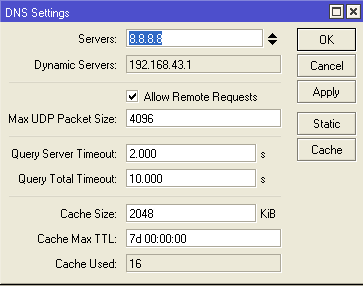 DNS Settings
Servers: 8.8.8.8 OK
Dynamic Servers: 192.168.43.1 Cancel
Allow Remote Requests Apply
Max UDP Packet Size: 4096 Static
Query Server Timeout: 2.000 s Cache
Query Total Timeout: 10.000 s
Cache Size: 2048 KiB
Cache Max TTL: 7d 00:00:00
Cache Used: 16